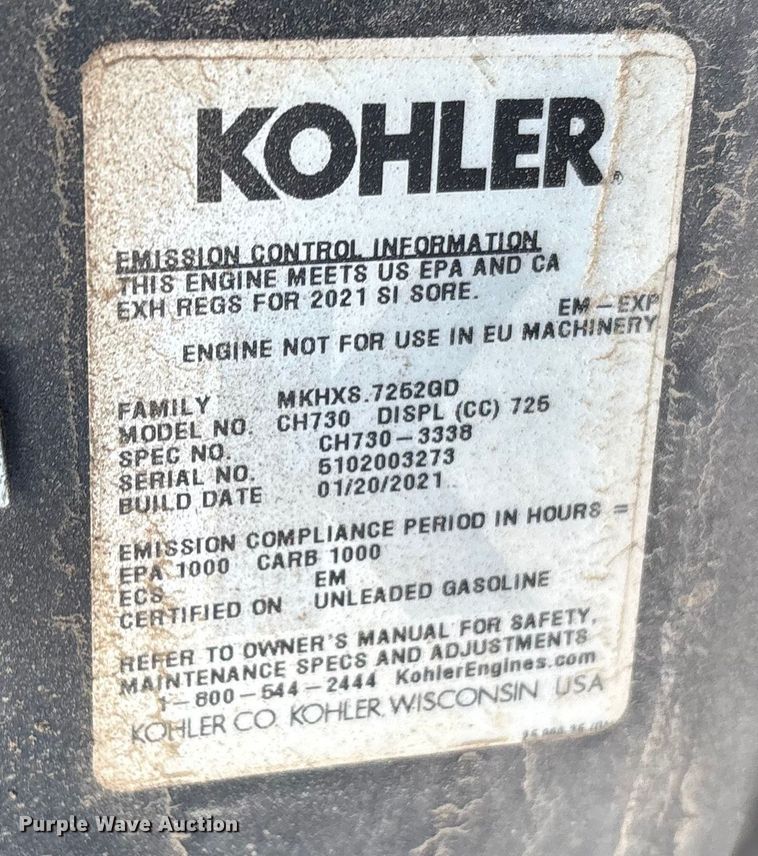 KOHLER®
EMISSION CONTROL INFORMATION
THIS ENGINE MEETS US EPA AND CA
EXH REGS FOR 2021 SI SORE.
EM-EXP
ENGINE NOT FOR USE IN EU MACHINERY
FAMILY MKHXS.7252GD
MODEL NO. CH730 DISPL (CC) 725
SPEC NO. CH730-3338
SERIAL NO. 5102003273
BUILD DATE 01/20/2021
EMISSION COMPLIANCE PERIOD IN HOURS =
EPA 1000 CARB 1000
ECS EM
CERTIFIED ON UNLEADED GASOLINE
REFER TO OWNER'S MANUAL FOR SAFETY,
MAINTENANCE SPECS AND ADJUSTMENTS
1-800-544-2444 KohlerEngines.com
KOHLER CO. KOHLER, WISCONSIN USA
Purple Wave Auction